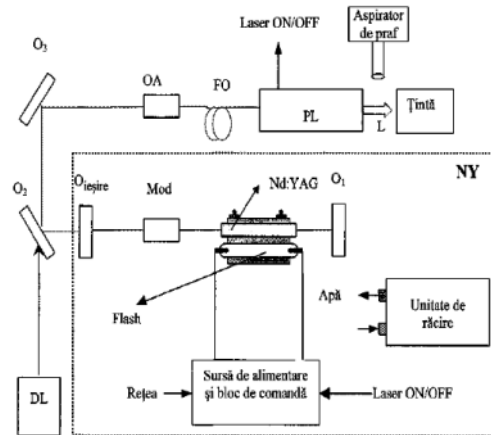 Laser ON/OFF
Aspirator
de praf
O3
OA
FO
PL
L
Țintă
NY
O2
Oieșire
Mod
Nd:YAG
O1
Flash
Apă
Unitate de
răcire
DL
Rețea
Sursă de alimentare
și bloc de comandă
Laser ON/OFF